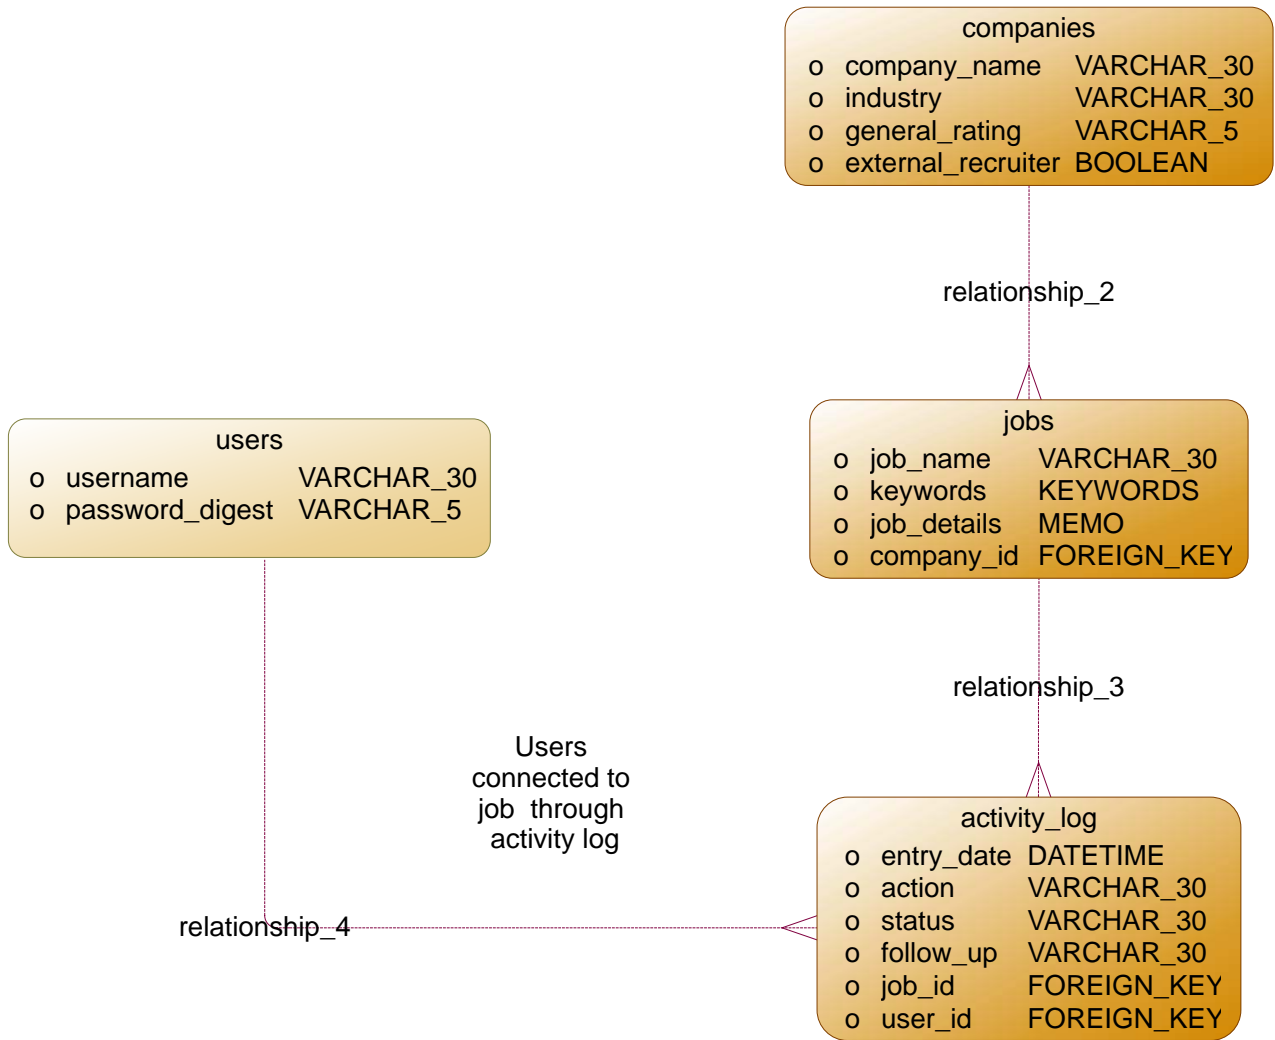 companies
o company_name VARCHAR_30
o industry VARCHAR_30
o general_rating VARCHAR_5
o external_recruiter BOOLEAN
relationship_2
users
o username VARCHAR_30
o password_digest VARCHAR_5
jobs
o job_name VARCHAR_30
o keywords KEYWORDS
o job_details MEMO
o company_id FOREIGN_KEY
relationship_3
Users
connected to
job through
activity log
relationship_4
activity_log
o entry_date DATETIME
o action VARCHAR_30
o status VARCHAR_30
o follow_up VARCHAR_30
o job_id FOREIGN_KEY
o user_id FOREIGN_KEY